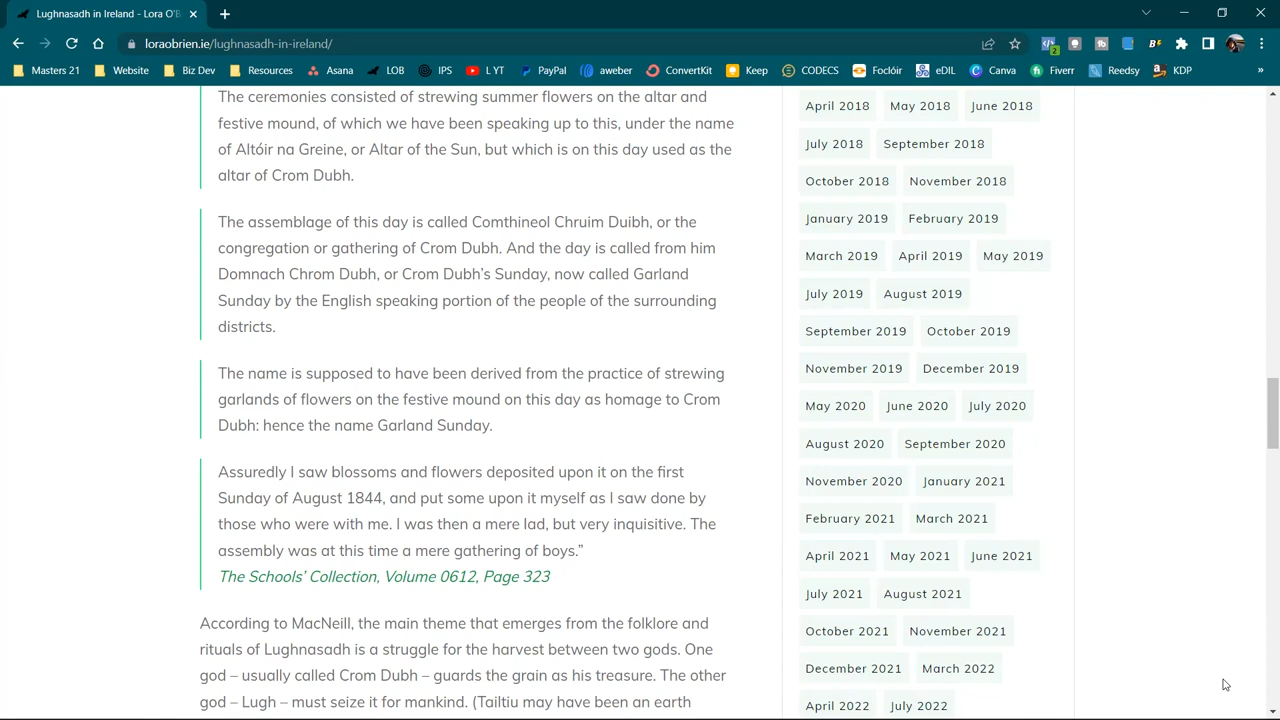 Lughnasadh in Ireland - Lora O'B
loraobrien.ie/lughnasadh-in-ireland/
2
Masters 21 Website Biz Dev Resources Asana LOB IPS L YT PayPal aweber ConvertKit Keep CODECS Foclóir eDIL Canva Fiverr Reedsy KDP »
The ceremonies consisted of strewing summer flowers on the altar and
festive mound, of which we have been speaking up to this, under the name
of Altóir na Greine, or Altar of the Sun, but which is on this day used as the
altar of Crom Dubh.
The assemblage of this day is called Comthineol Chruim Duibh, or the
congregation or gathering of Crom Dubh. And the day is called from him
Domnach Chrom Dubh, or Crom Dubh's Sunday, now called Garland
Sunday by the English speaking portion of the people of the surrounding
districts.
The name is supposed to have been derived from the practice of strewing
garlands of flowers on the festive mound on this day as homage to Crom
Dubh: hence the name Garland Sunday.
Assuredly I saw blossoms and flowers deposited upon it on the first
Sunday of August 1844, and put some upon it myself as I saw done by
those who were with me. I was then a mere lad, but very inquisitive. The
assembly was at this time a mere gathering of boys."
The Schools' Collection, Volume 0612, Page 323
According to MacNeill, the main theme that emerges from the folklore and
rituals of Lughnasadh is a struggle for the harvest between two gods. One
god – usually called Crom Dubh – guards the grain as his treasure. The other
god – Lugh – must seize it for mankind. (Tailtiu may have been an earth
April 2018 May 2018 June 2018
July 2018 September 2018
October 2018 November 2018
January 2019 February 2019
March 2019 April 2019 May 2019
July 2019 August 2019
September 2019 October 2019
November 2019 December 2019
May 2020 June 2020 July 2020
August 2020 September 2020
November 2020 January 2021
February 2021 March 2021
April 2021 May 2021 June 2021
July 2021 August 2021
October 2021 November 2021
December 2021 March 2022
April 2022 July 2022